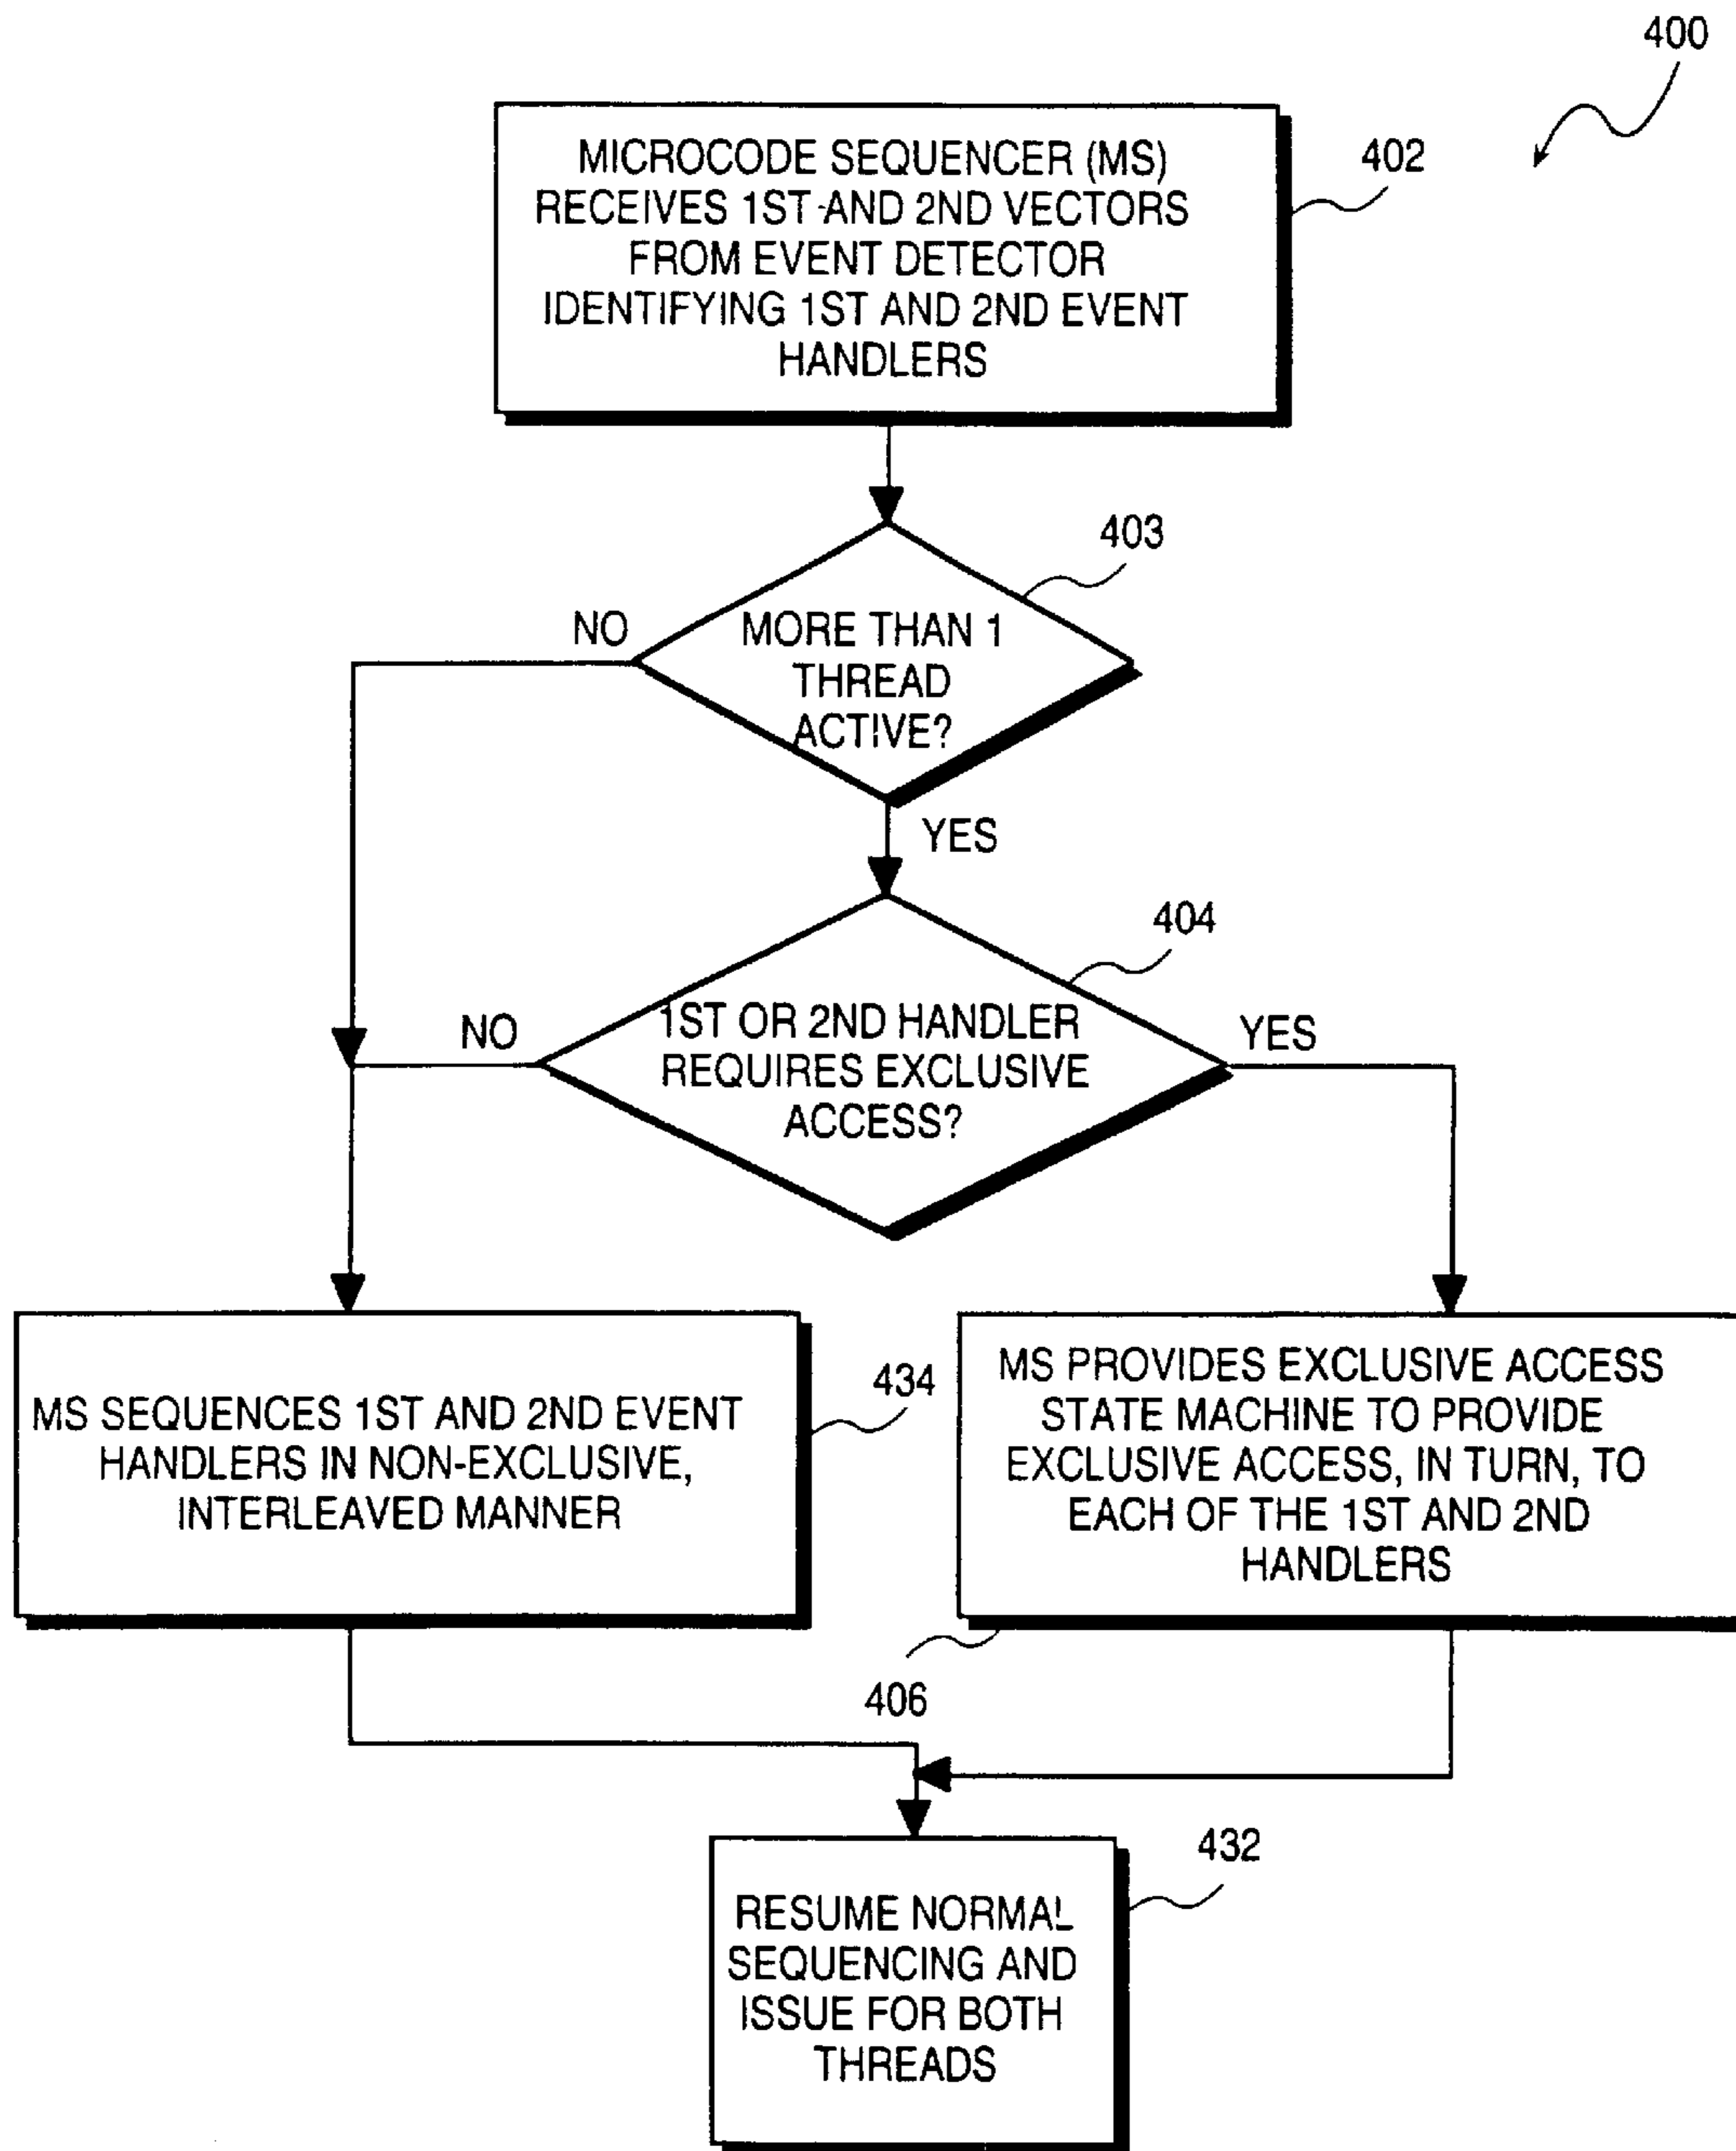 400
MICROCODE SEQUENCER (MS)
RECEIVES 1ST AND 2ND VECTORS
FROM EVENT DETECTOR
IDENTIFYING 1ST AND 2ND EVENT
HANDLERS
402
403
NO
MORE THAN 1
THREAD
ACTIVE?
YES
404
NO
1ST OR 2ND HANDLER
REQUIRES EXCLUSIVE
ACCESS?
YES
MS SEQUENCES 1ST AND 2ND EVENT
HANDLERS IN NON-EXCLUSIVE,
INTERLEAVED MANNER
434
MS PROVIDES EXCLUSIVE ACCESS
STATE MACHINE TO PROVIDE
EXCLUSIVE ACCESS, IN TURN, TO
EACH OF THE 1ST AND 2ND
HANDLERS
406
432
RESUME NORMAL
SEQUENCING AND
ISSUE FOR BOTH
THREADS